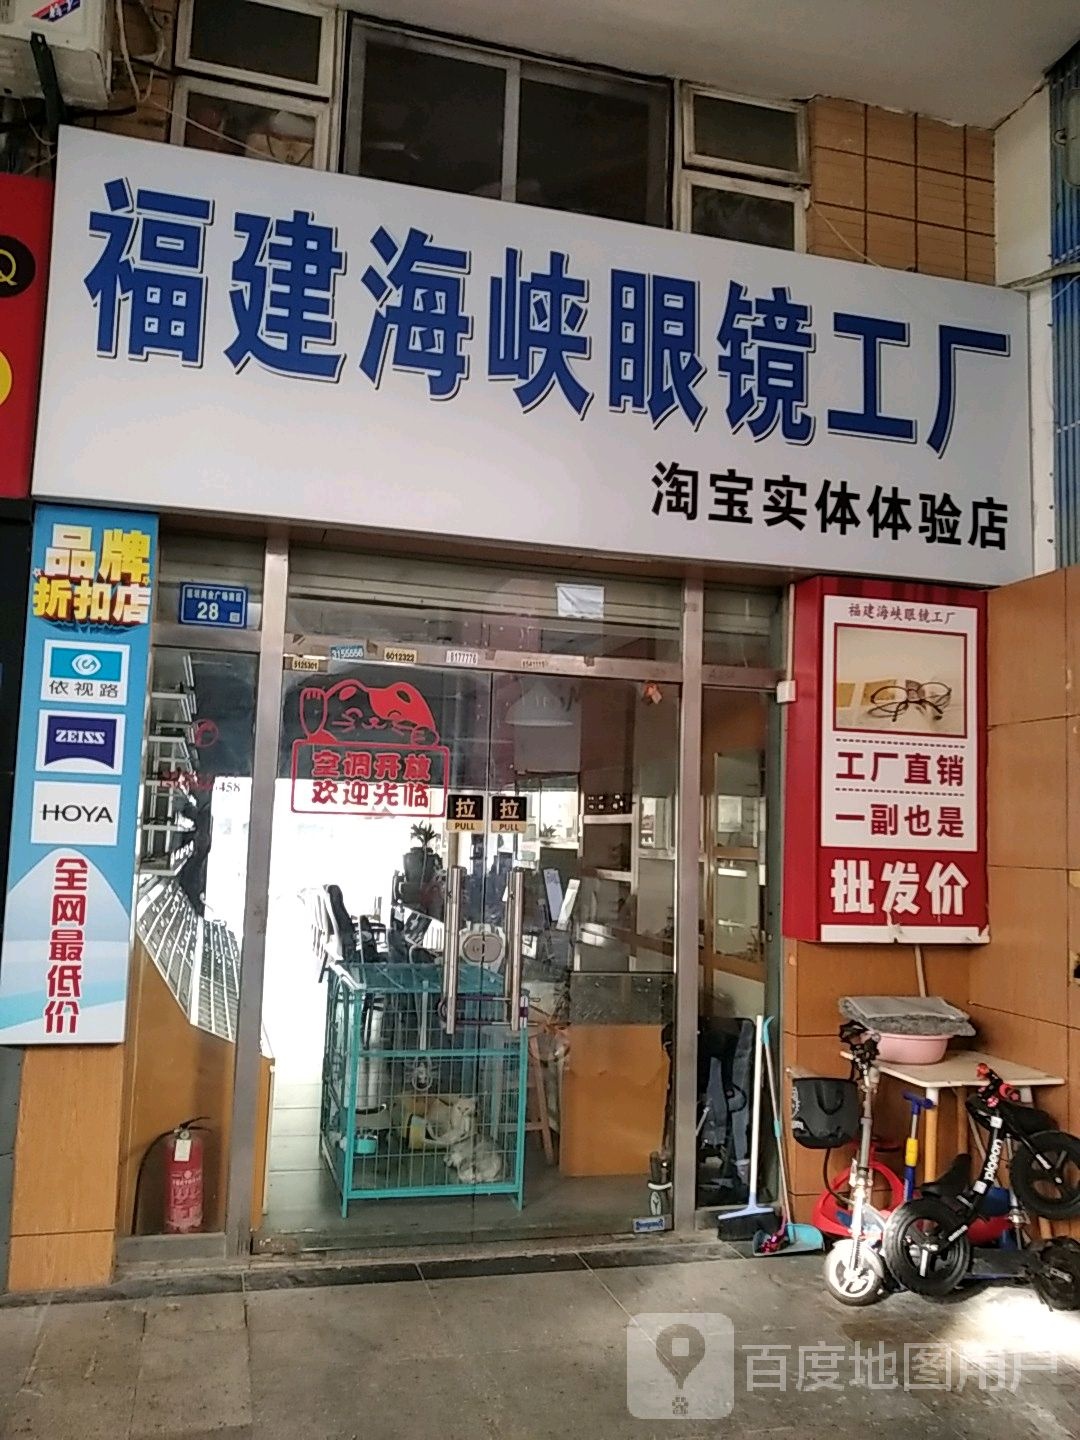 福建海峡眼镜工厂
淘宝实体体验店
品牌
折扣店
依视路
ZEISS
HOYA
全网最低价
28
3155556
6012322
6177776
空调开放
欢迎光临
拉
PULL
拉
PULL
福建海峡眼镜工厂
工厂直销
一副也是
批发价
百度地图用户